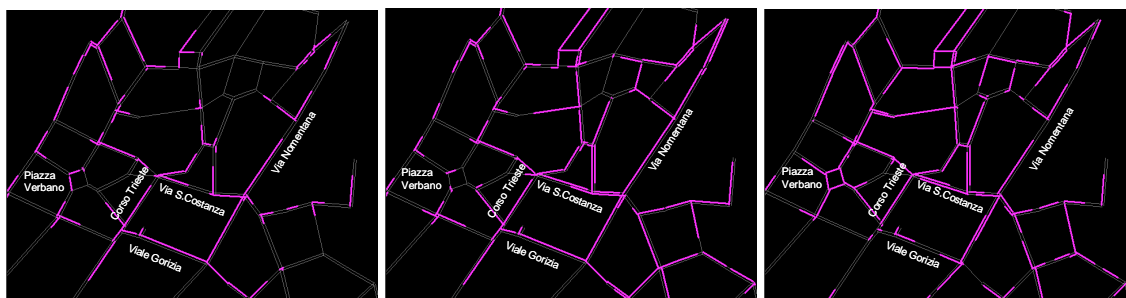 Via Nomentana
Piazza
Verbano
Corso Trieste
Via S.Costanza
Viale Gorizia
Via Nomentana
Piazza
Verbano
Corso Trieste
Via S.Costanza
Viale Gorizia
Via Nomentana
Piazza
Verbano
Corso Trieste
Via S.Costanza
Viale Gorizia